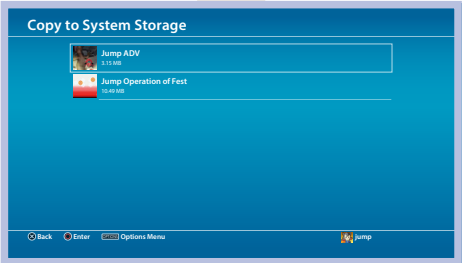 Copy to System Storage
Jump ADV
3.15 MB
Jump Operation of Fest
10.49 MB
Back Enter OPTIONS Options Menu jump